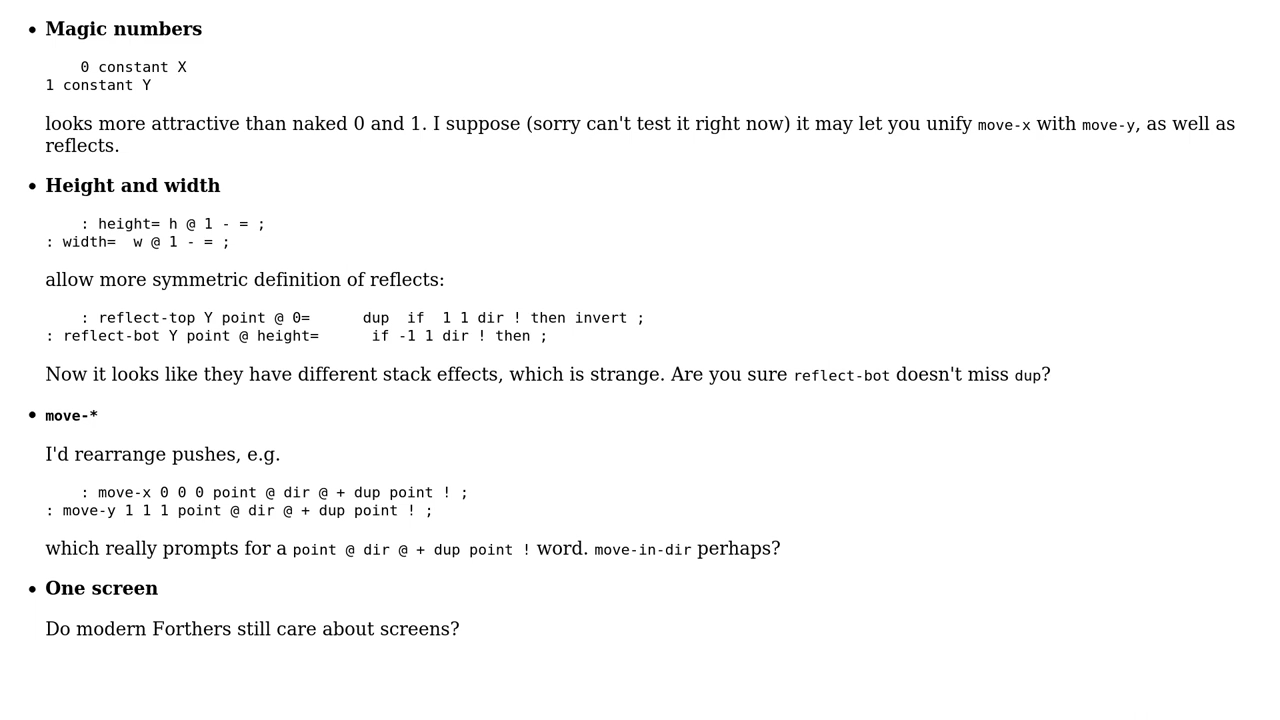 • Magic numbers
    0 constant X
1 constant Y
looks more attractive than naked 0 and 1. I suppose (sorry can't test it right now) it may let you unify move-x with move-y, as well as
reflects.
• Height and width
    : height= h @ 1 - = ;
: width=  w @ 1 - = ;
allow more symmetric definition of reflects:
    : reflect-top Y point @ 0=      dup  if  1 1 dir ! then invert ;
: reflect-bot Y point @ height=      if -1 1 dir ! then ;
Now it looks like they have different stack effects, which is strange. Are you sure reflect-bot doesn't miss dup?
• move-*
I'd rearrange pushes, e.g.
    : move-x 0 0 0 point @ dir @ + dup point ! ;
: move-y 1 1 1 point @ dir @ + dup point ! ;
which really prompts for a point @ dir @ + dup point ! word. move-in-dir perhaps?
• One screen
Do modern Forthers still care about screens?